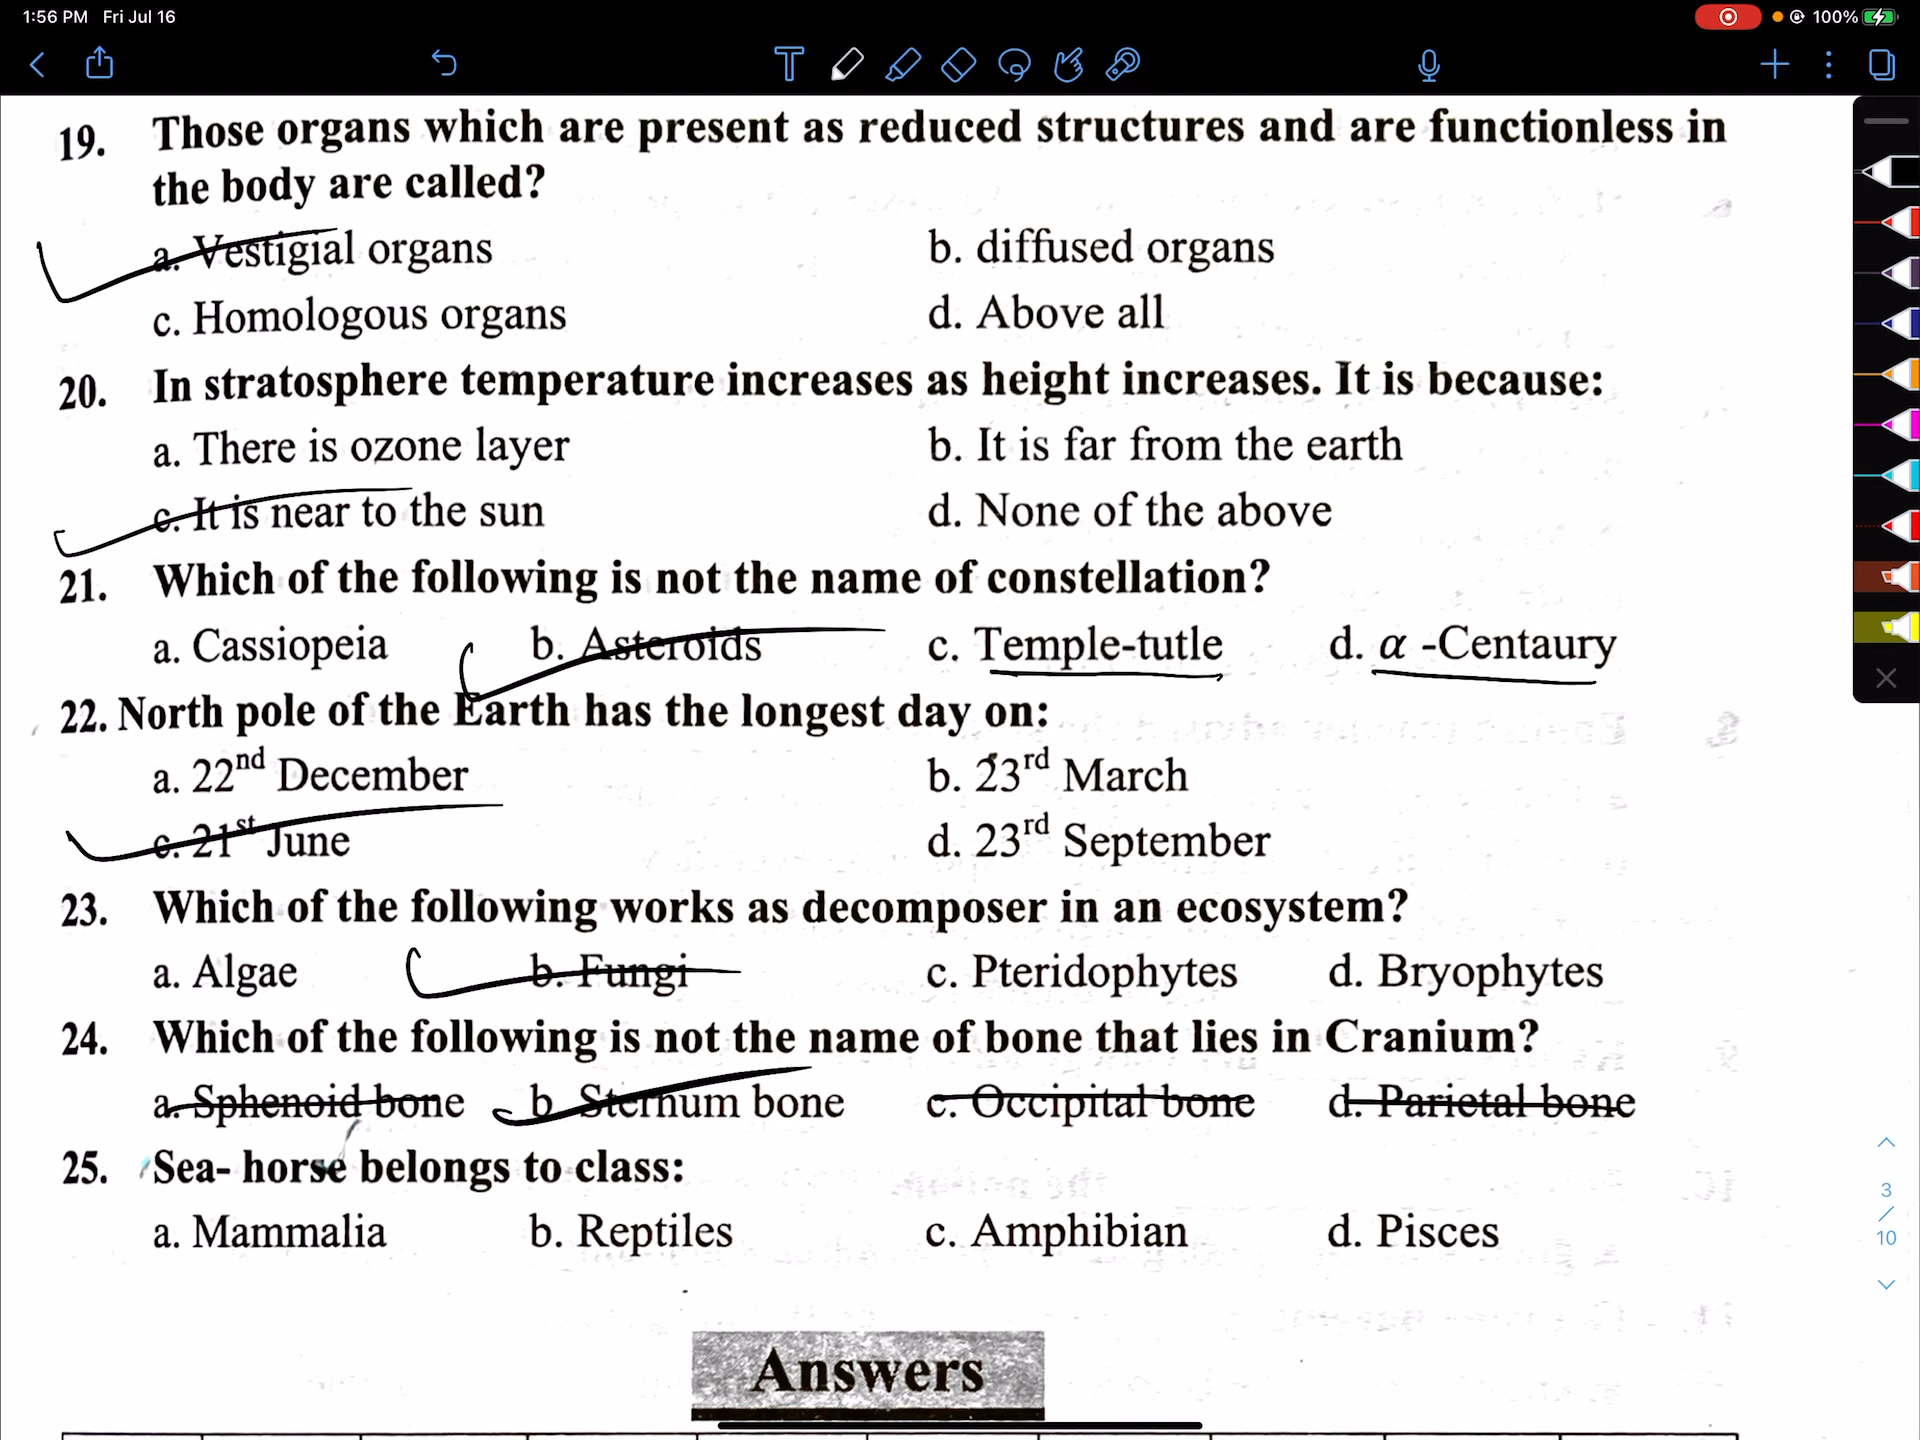 1:56 PM Fri Jul 16
100%
19. Those organs which are present as reduced structures and are functionless in
the body are called?
a. Vestigial organs b. diffused organs
c. Homologous organs d. Above all
20. In stratosphere temperature increases as height increases. It is because:
a. There is ozone layer b. It is far from the earth
c. It is near to the sun d. None of the above
21. Which of the following is not the name of constellation?
a. Cassiopeia b. Asteroids c. Temple-tutle d. α -Centaury
22. North pole of the Earth has the longest day on:
a. 22nd December b. 23rd March
c. 21st June d. 23rd September
23. Which of the following works as decomposer in an ecosystem?
a. Algae b. Fungi c. Pteridophytes d. Bryophytes
24. Which of the following is not the name of bone that lies in Cranium?
a. Sphenoid bone b. Sternum bone c. Occipital bone d. Parietal bone
25. Sea- horse belongs to class:
a. Mammalia b. Reptiles c. Amphibian d. Pisces
3
/
10
Answers